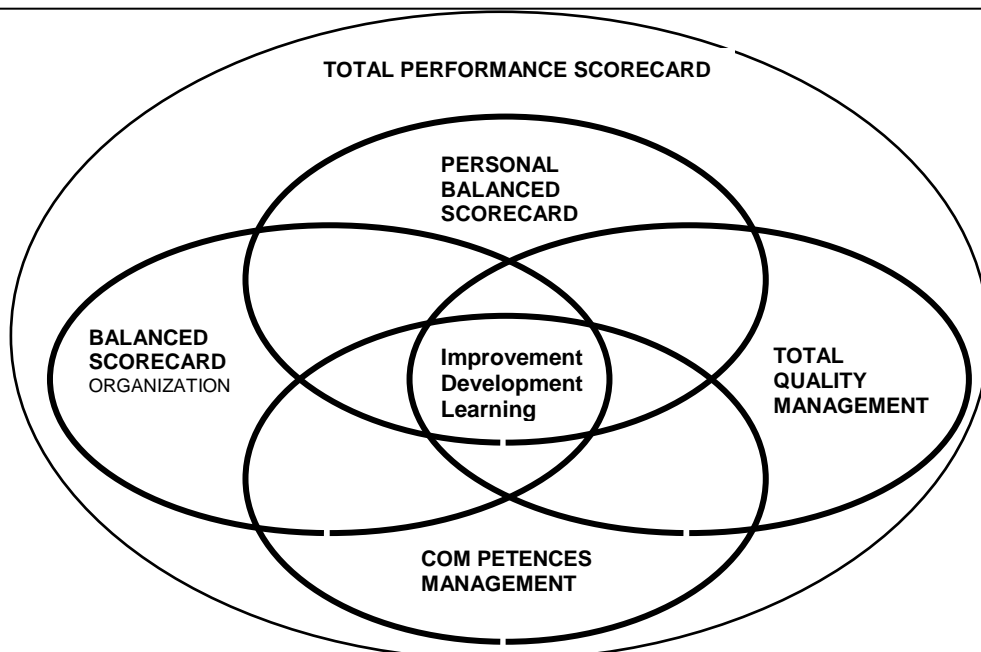 TOTAL PERFORMANCE SCORECARD
PERSONAL
BALANCED
SCORECARD
BALANCED
SCORECARD
ORGANIZATION
Improvement
Development
Learning
TOTAL
QUALITY
MANAGEMENT
COM PETENCES
MANAGEMENT